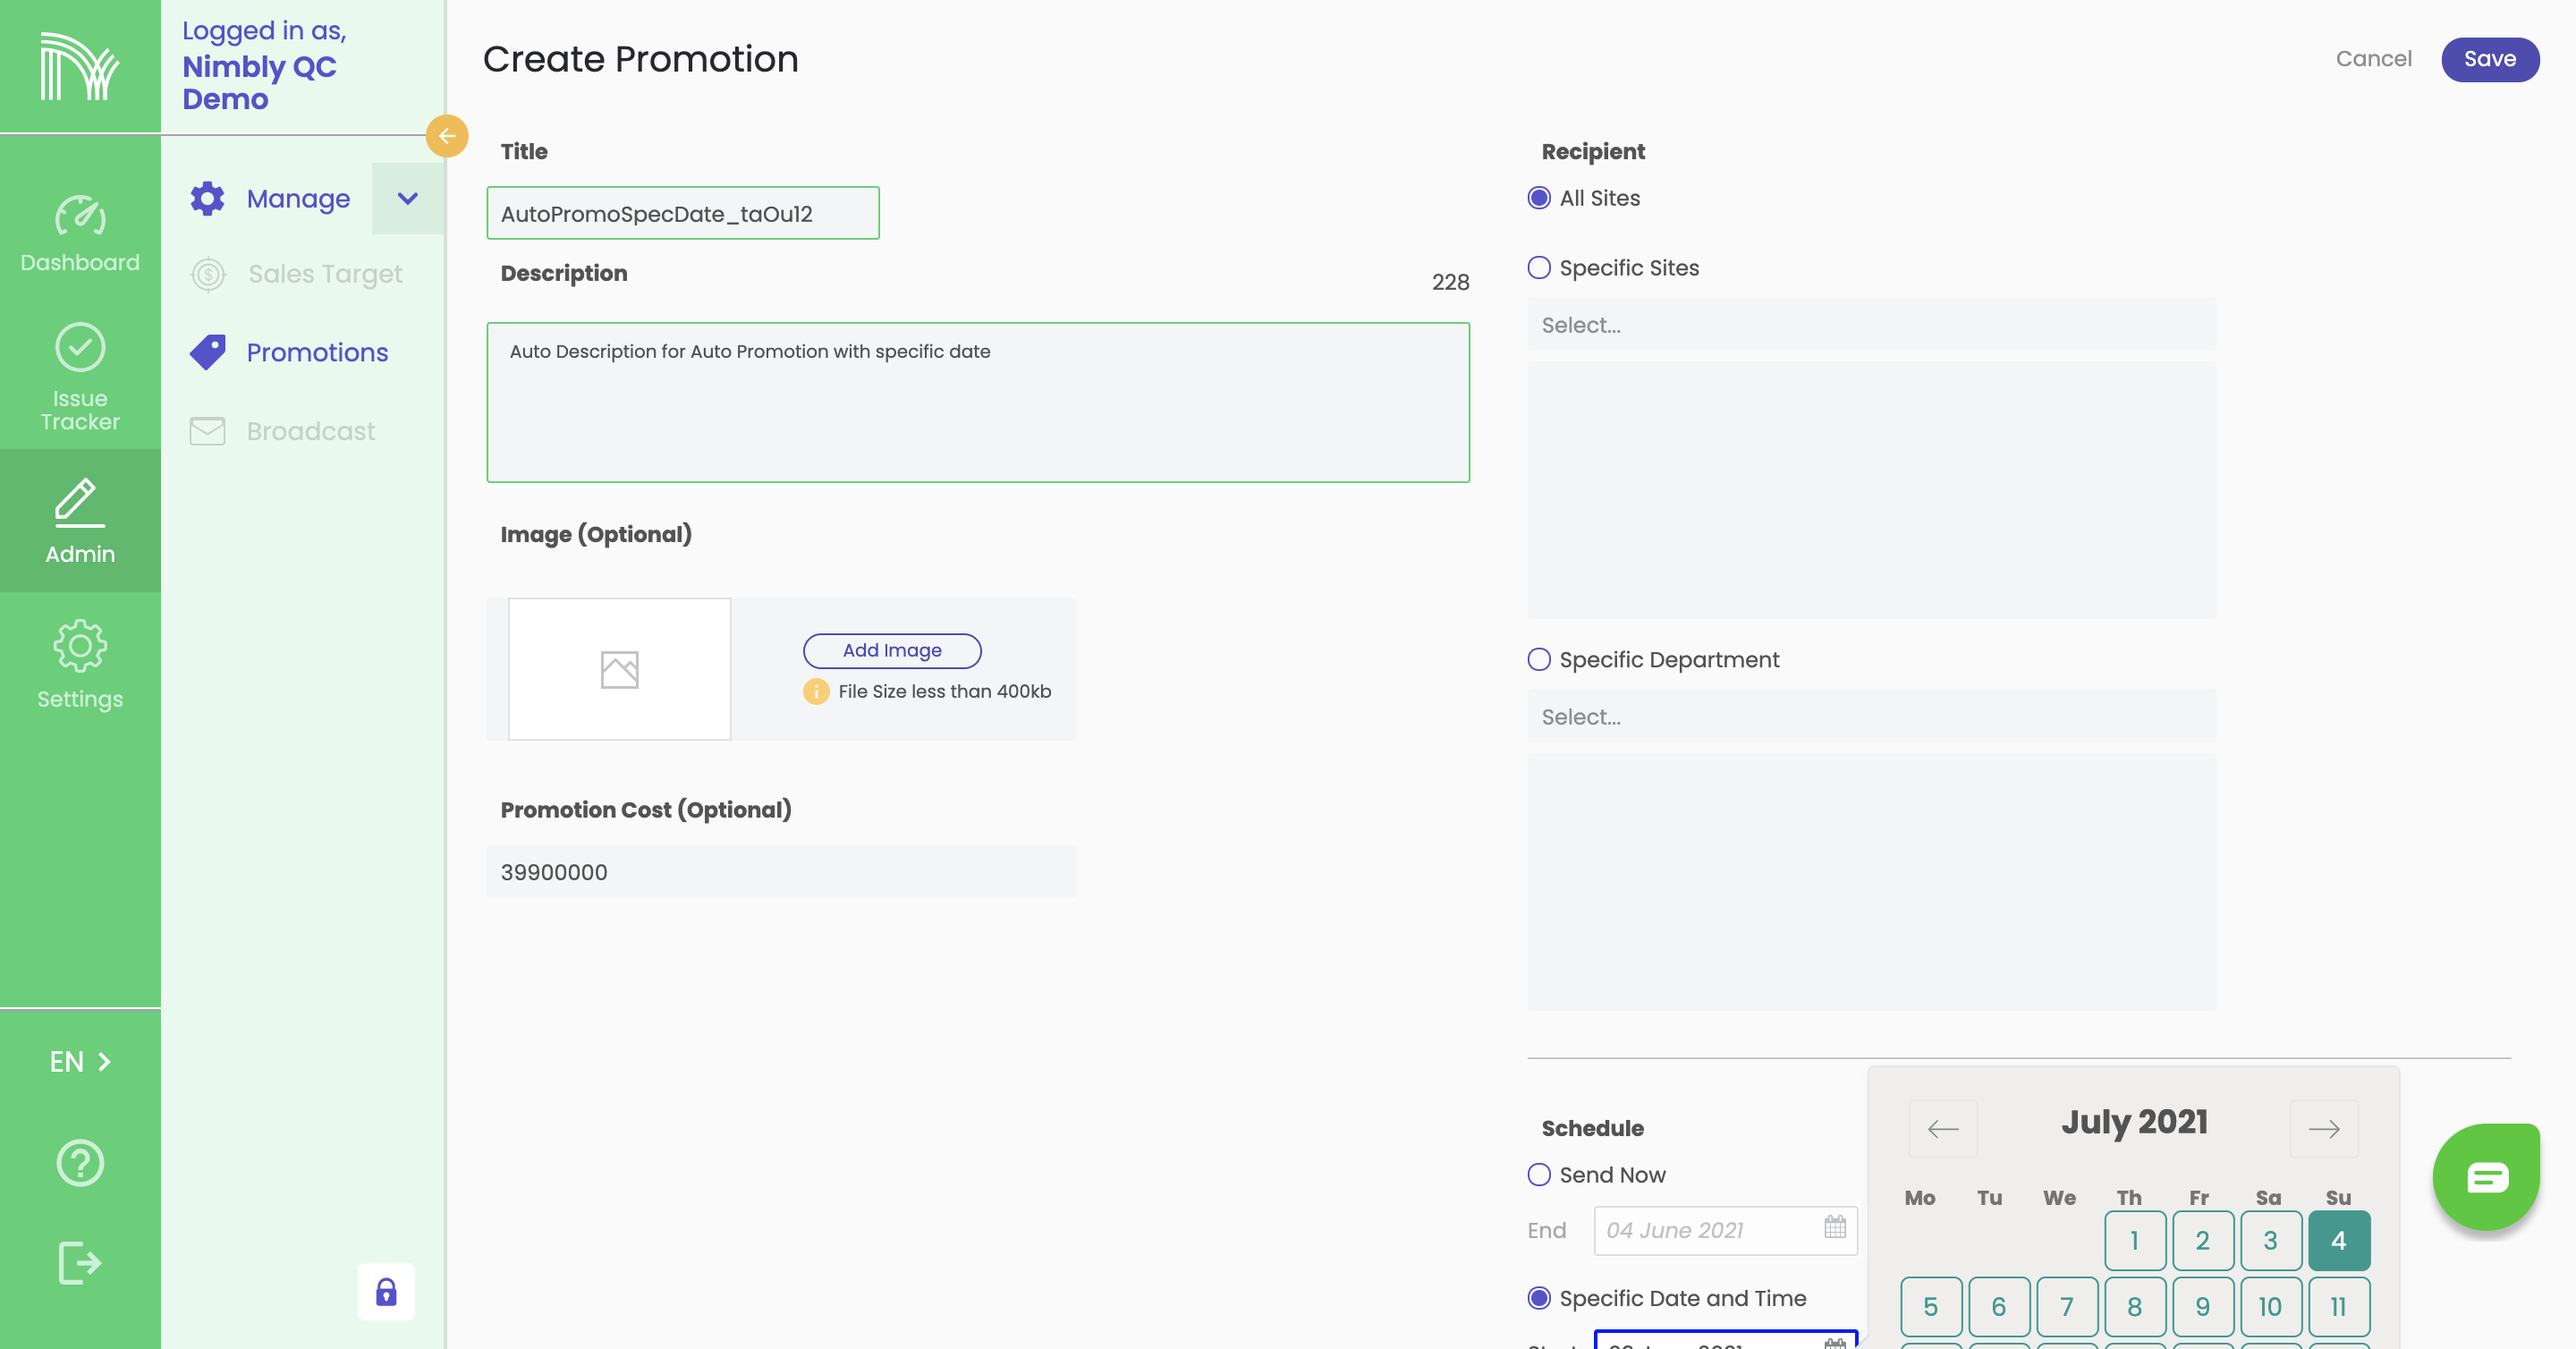 Logged in as,
Nimbly QC
Demo
Dashboard
Issue
Tracker
Admin
Settings
EN
Manage
Sales Target
Promotions
Broadcast
Create Promotion
Cancel
Save
Title
AutoPromoSpecDate_taOu12
Description
228
Auto Description for Auto Promotion with specific date
Image (Optional)
Add Image
File Size less than 400kb
Promotion Cost (Optional)
39900000
Recipient
All Sites
Specific Sites
Select...
Specific Department
Select...
Schedule
Send Now
End
04 June 2021
Specific Date and Time
July 2021
Mo Tu We Th Fr Sa Su
1 2 3 4
5 6 7 8 9 10 11